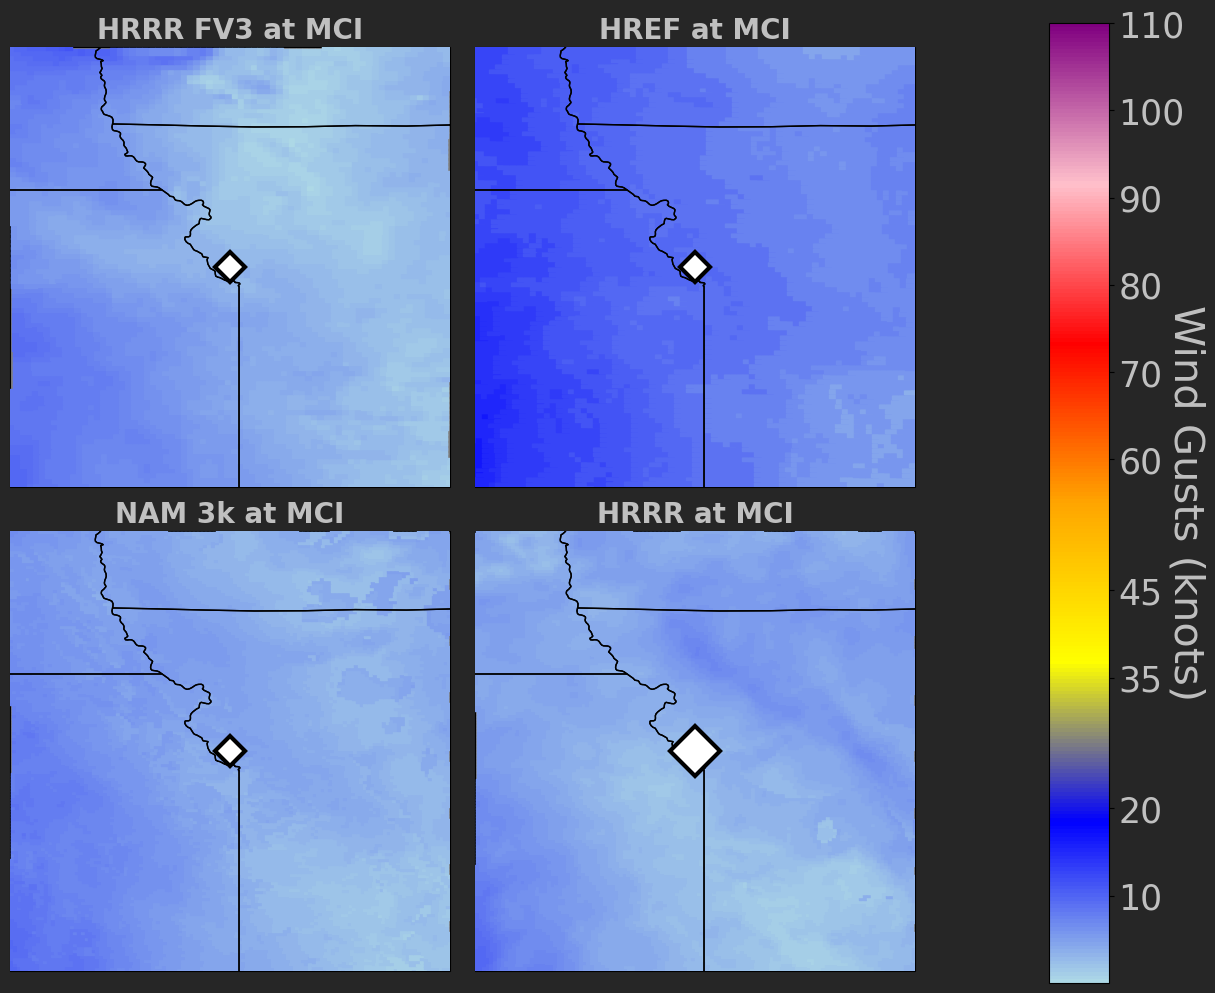 HRRR FV3 at MCI
HREF at MCI
NAM 3k at MCI
HRRR at MCI
110
100
90
80
70
60
45
35
20
10
Wind Gusts (knots)